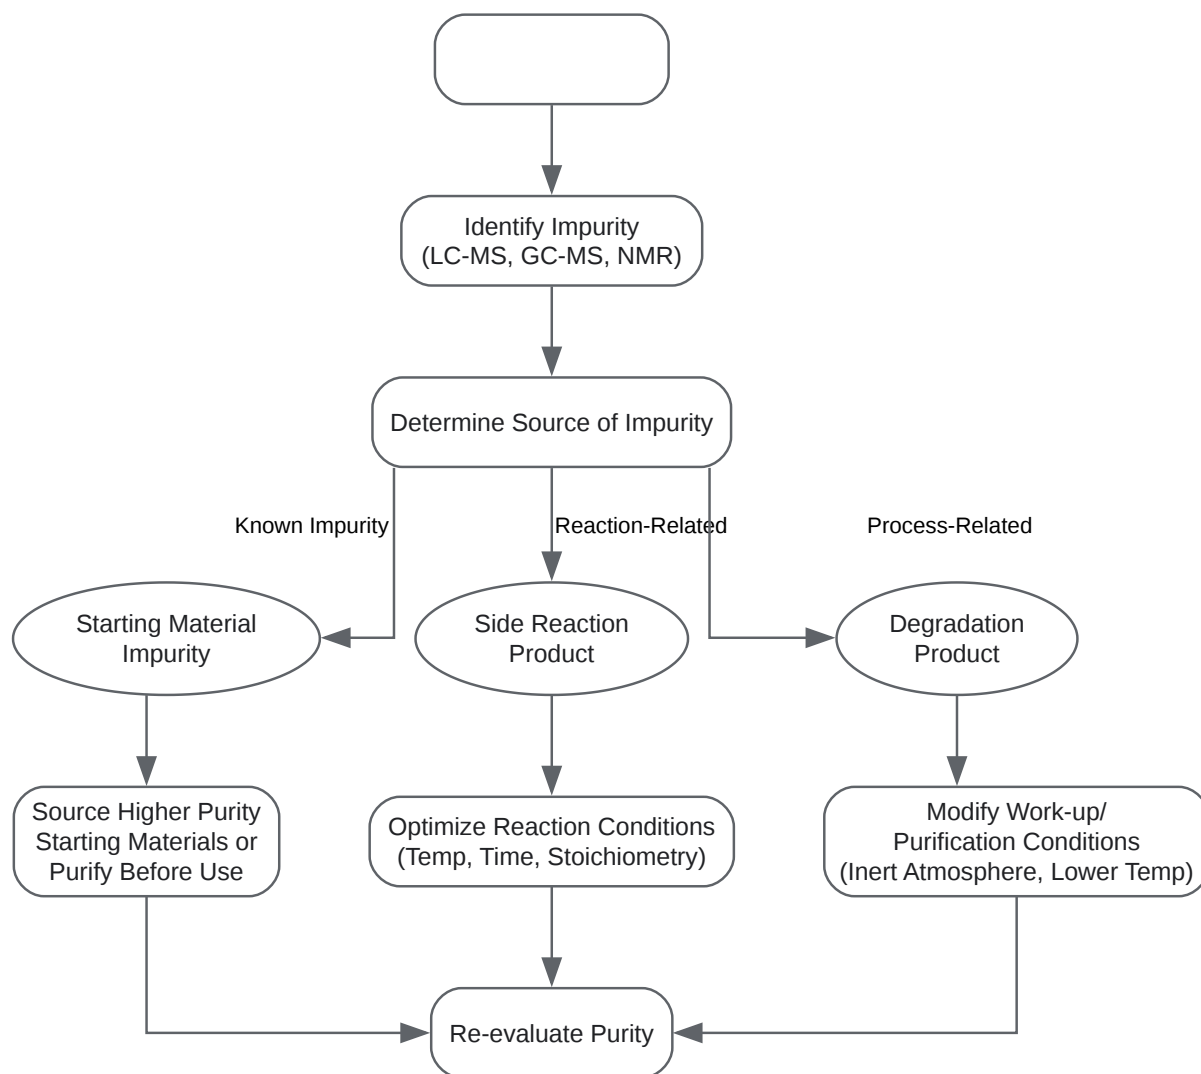 Identify Impurity
(LC-MS, GC-MS, NMR)
Determine Source of Impurity
Known Impurity
Reaction-Related
Process-Related
Starting Material
Impurity
Side Reaction
Product
Degradation
Product
Source Higher Purity
Starting Materials or
Purify Before Use
Optimize Reaction Conditions
(Temp, Time, Stoichiometry)
Modify Work-up/
Purification Conditions
(Inert Atmosphere, Lower Temp)
Re-evaluate Purity